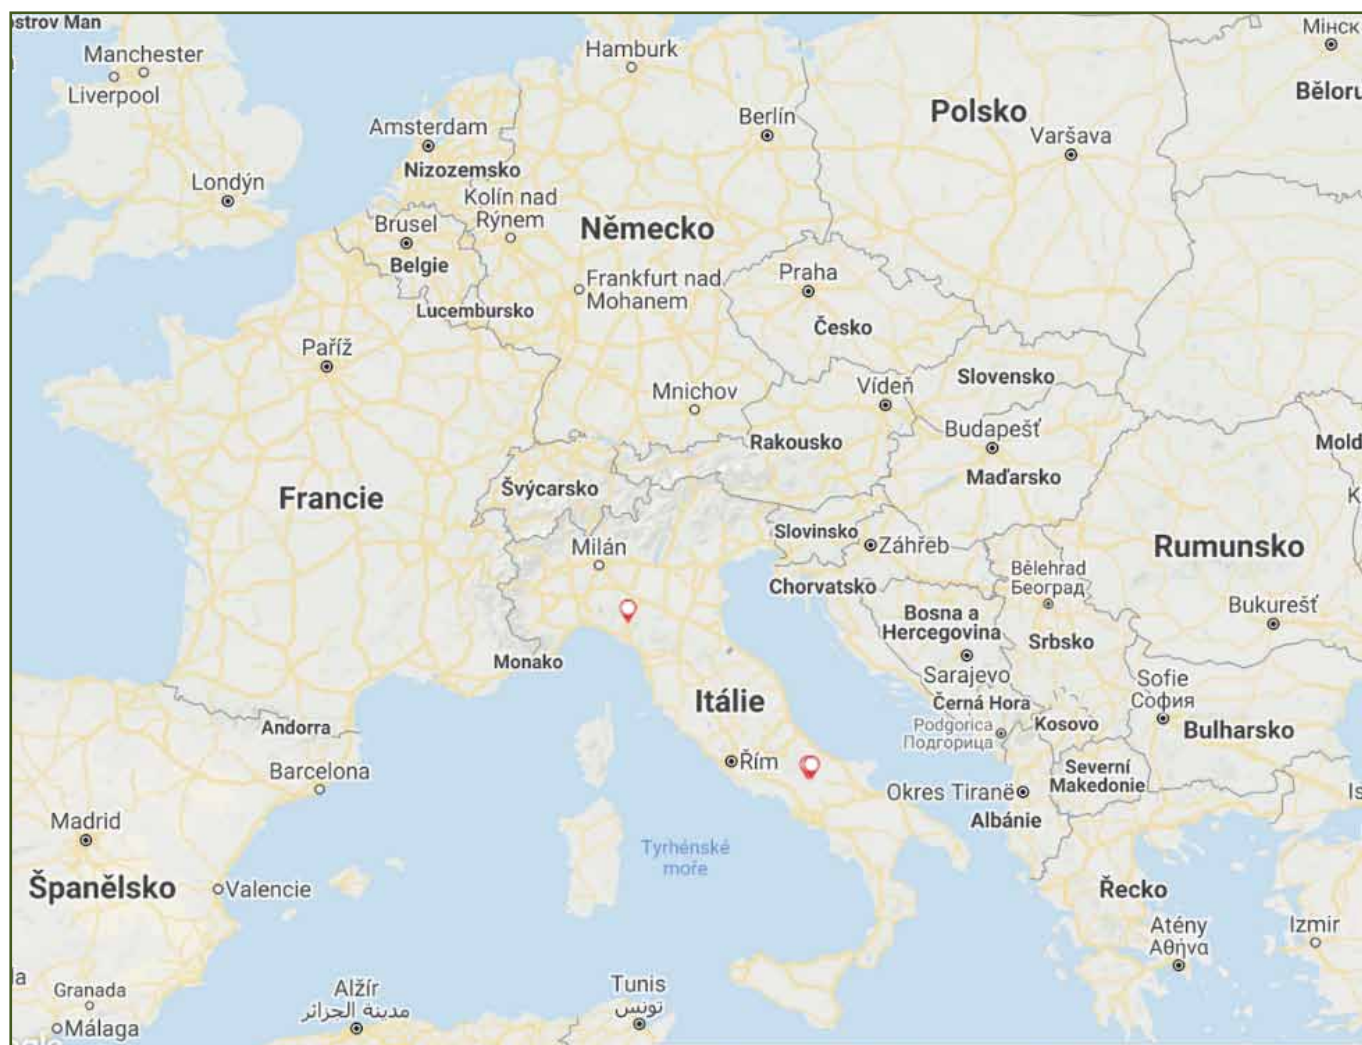 ostrov Man
Manchester
Liverpool
Hamburk
Мінск
Běloru
Polsko
Berlín
Varšava
Amsterdam
Nizozemsko
Londýn
Kolín nad
Rýnem
Brusel
Německo
Belgie
Frankfurt nad
Mohanem
Praha
Lucembursko
Česko
Paříž
Slovensko
Mnichov
Vídeň
Budapešť
Rakousko
Mold
Maďarsko
Francie
Švýcarsko
Slovinsko
Záhřeb
Milán
Rumunsko
Bělehrad
Београд
Chorvatsko
Bukurešť
Bosna a
Hercegovina
Srbsko
Monako
Sarajevo
Sofie
София
Itálie
Černá Hora
Kosovo
Andorra
Podgorica
Подгорица
Bulharsko
Řím
Barcelona
Severní
Makedonie
Okres Tiranë
Albánie
Madrid
Tyrhénské
moře
Španělsko
Valencie
Řecko
Atény
Αθήνα
Izmir
Granada
Málaga
Alžír
مدينة الجزائر
Tunis
تونس